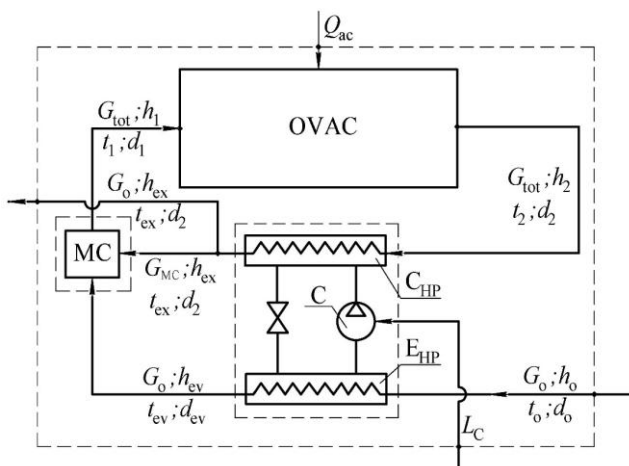 Q_ac
G_tot; h_1
t_1; d_1
OVAC
G_o; h_ex
t_ex; d_2
G_tot; h_2
t_2; d_2
MC
G_MC; h_ex
t_ex; d_2
C
C_HP
E_HP
G_o; h_ev
t_ev; d_ev
L_C
G_o; h_o
t_o; d_o